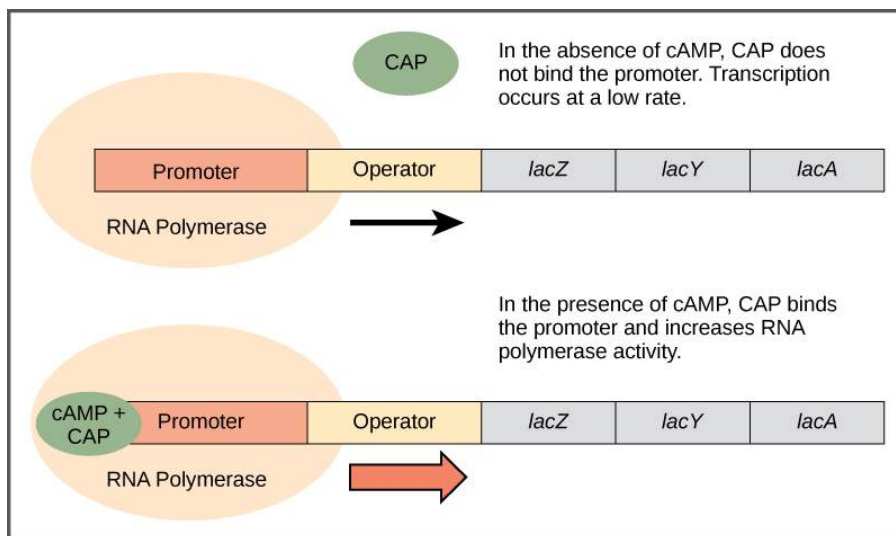 CAP
In the absence of cAMP, CAP does
not bind the promoter. Transcription
occurs at a low rate.
Promoter Operator lacZ lacY lacA
RNA Polymerase
In the presence of cAMP, CAP binds
the promoter and increases RNA
polymerase activity.
cAMP +
CAP
Promoter Operator lacZ lacY lacA
RNA Polymerase